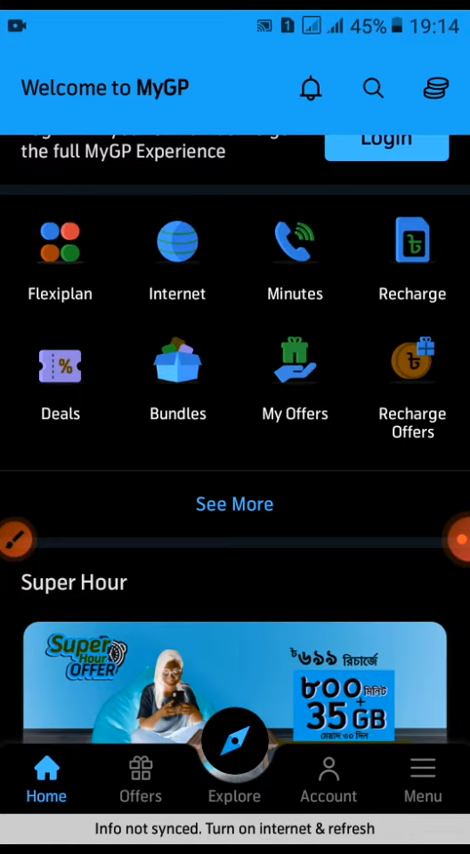 1 45% 19:14
Welcome to MyGP
Login
the full MyGP Experience
Flexiplan Internet Minutes Recharge
Deals Bundles My Offers Recharge
Offers
See More
Super Hour
Super
Hour
OFFER
৳৬৯৯ রিচার্জে
৮০০ মিনিট
+
35 GB
মেয়াদ ৩০ দিন
Home Offers Explore Account Menu
Info not synced. Turn on internet & refresh